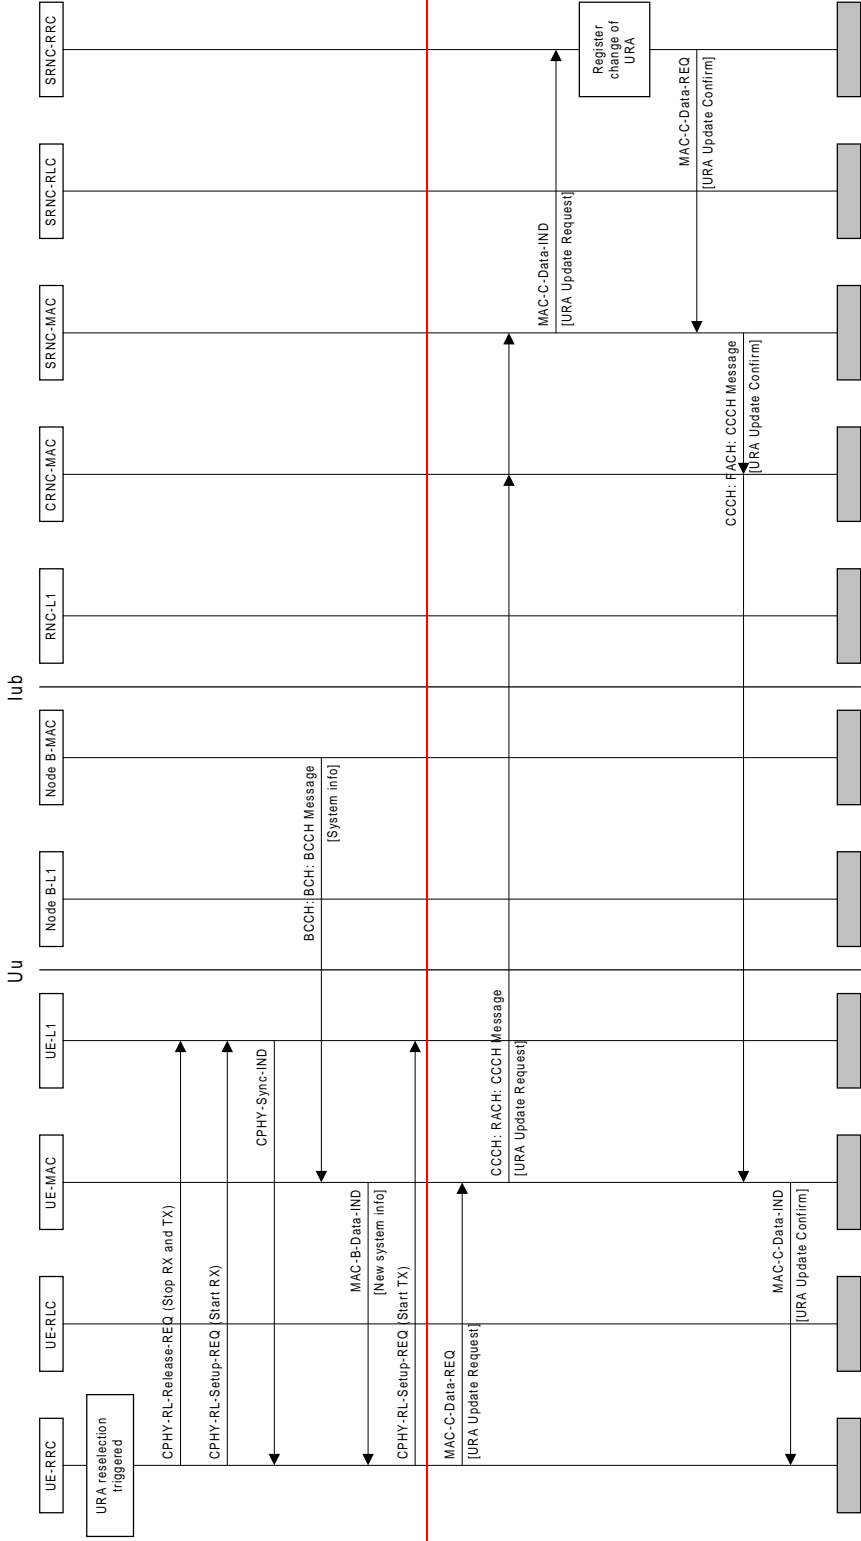 Uu
Iub
UE-RRC
UE-RLC
UE-MAC
UE-L1
Node B-L1
Node B-MAC
RNC-L1
CRNC-MAC
SRNC-MAC
SRNC-RLC
SRNC-RRC
URA reselection
triggered
CPHY-RL-Release-REQ (Stop RX and TX)
CPHY-RL-Setup-REQ (Start RX)
CPHY-Sync-IND
BCCH: BCH: BCCH Message
[System info]
MAC-B-Data-IND
[New system info]
CPHY-RL-Setup-REQ (Start TX)
MAC-C-Data-REQ
[URA Update Request]
CCCH: RACH: CCCH Message
[URA Update Request]
MAC-C-Data-IND
[URA Update Request]
Register
change of
URA
MAC-C-Data-REQ
[URA Update Confirm]
CCCH: FACH: CCCH Message
[URA Update Confirm]
MAC-C-Data-IND
[URA Update Confirm]